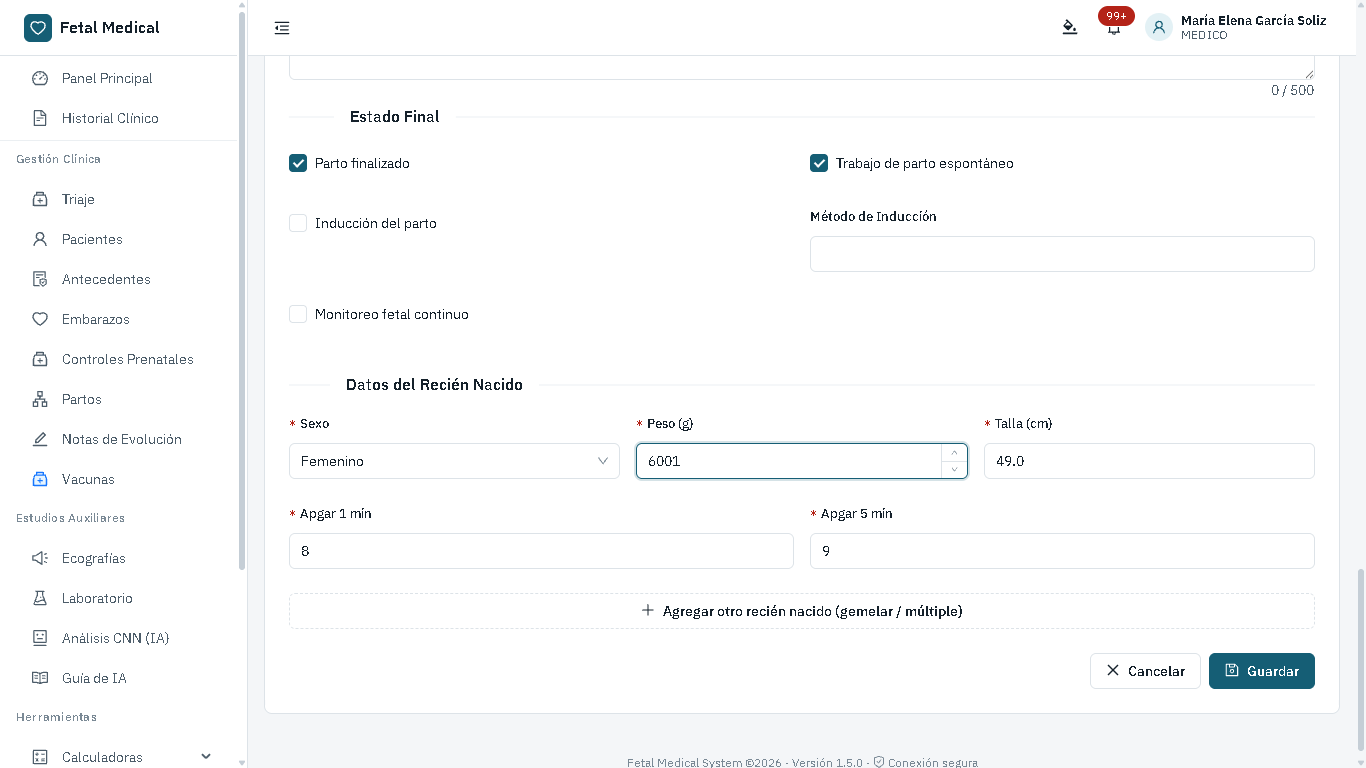 Fetal Medical
99+
María Elena García Soliz
MEDICO
Panel Principal
Historial Clínico
Gestión Clínica
Triaje
Pacientes
Antecedentes
Embarazos
Controles Prenatales
Partos
Notas de Evolución
Vacunas
Estudios Auxiliares
Ecografías
Laboratorio
Análisis CNN (IA)
Guía de IA
Herramientas
Calculadoras
0 / 500
Estado Final
Parto finalizado
Trabajo de parto espontáneo
Inducción del parto
Método de Inducción
Monitoreo fetal continuo
Datos del Recién Nacido
* Sexo
* Peso (g)
* Talla (cm)
Femenino
6001
49.0
* Apgar 1 min
* Apgar 5 min
8
9
+ Agregar otro recién nacido (gemelar / múltiple)
Cancelar
Guardar
Fetal Medical System ©2026 - Versión 1.5.0 - Conexión segura